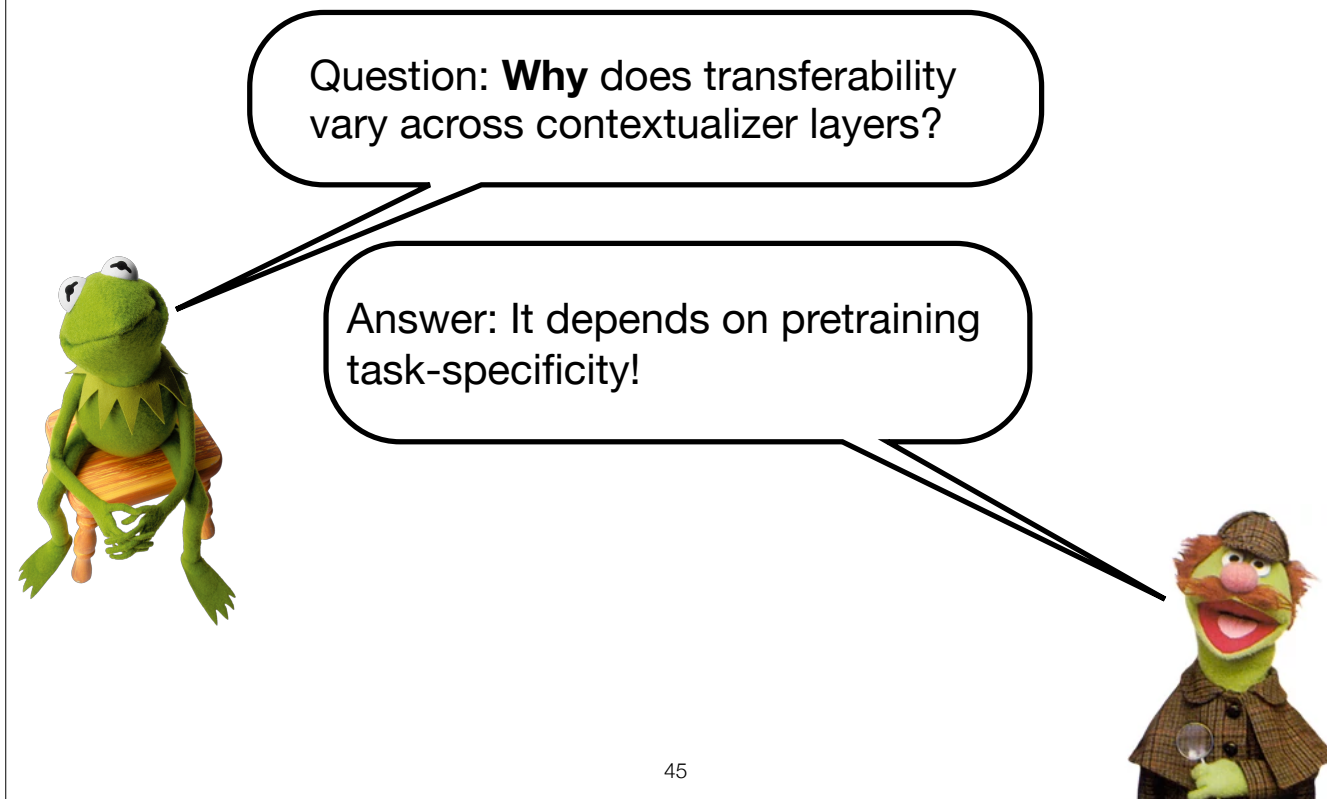 Question: Why does transferability
vary across contextualizer layers?
Answer: It depends on pretraining
task-specificity!
45